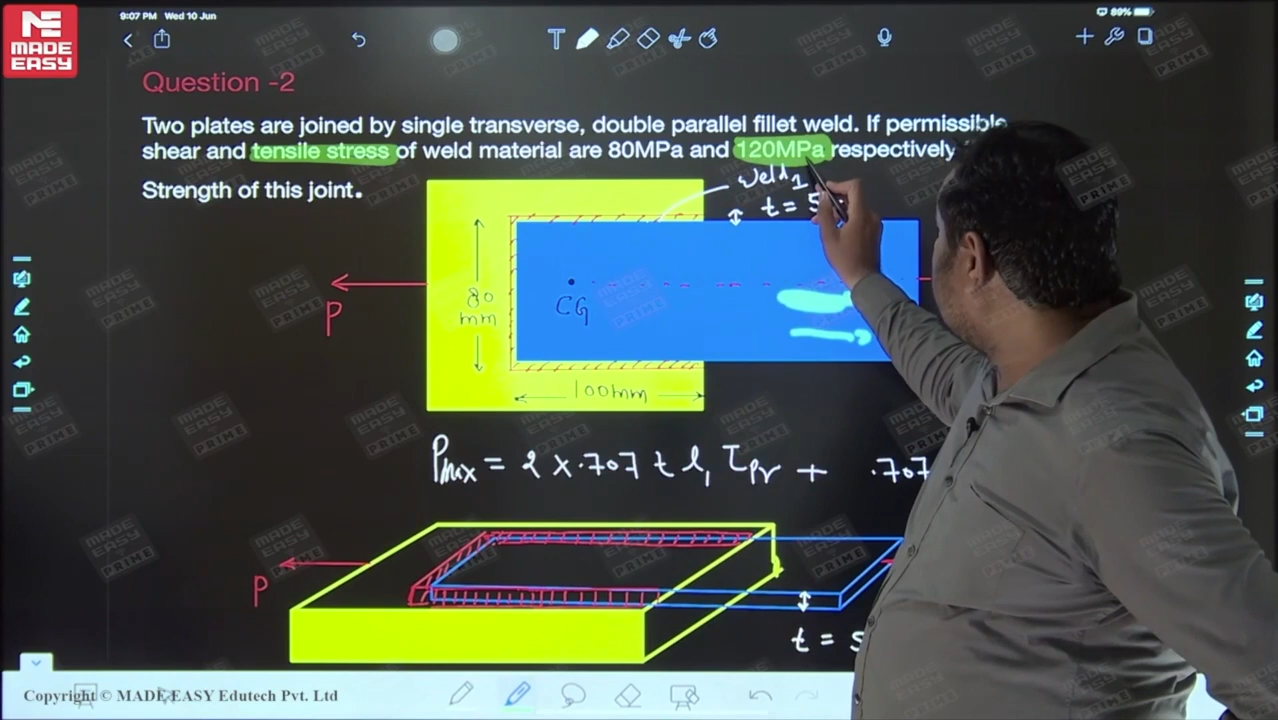 9:07 PM Wed 10 Jun
89%
ME
MADE
EASY
Question -2
Two plates are joined by single transverse, double parallel fillet weld. If permissible
shear and tensile stress of weld material are 80MPa and 120MPa respectively
Strength of this joint.
weld 1
t = 5
P
80
mm
CG
100mm
Pmax = 2 x .707 t l, τPr + .707
P
t = 5
Copyright © MADE EASY Edutech Pvt. Ltd